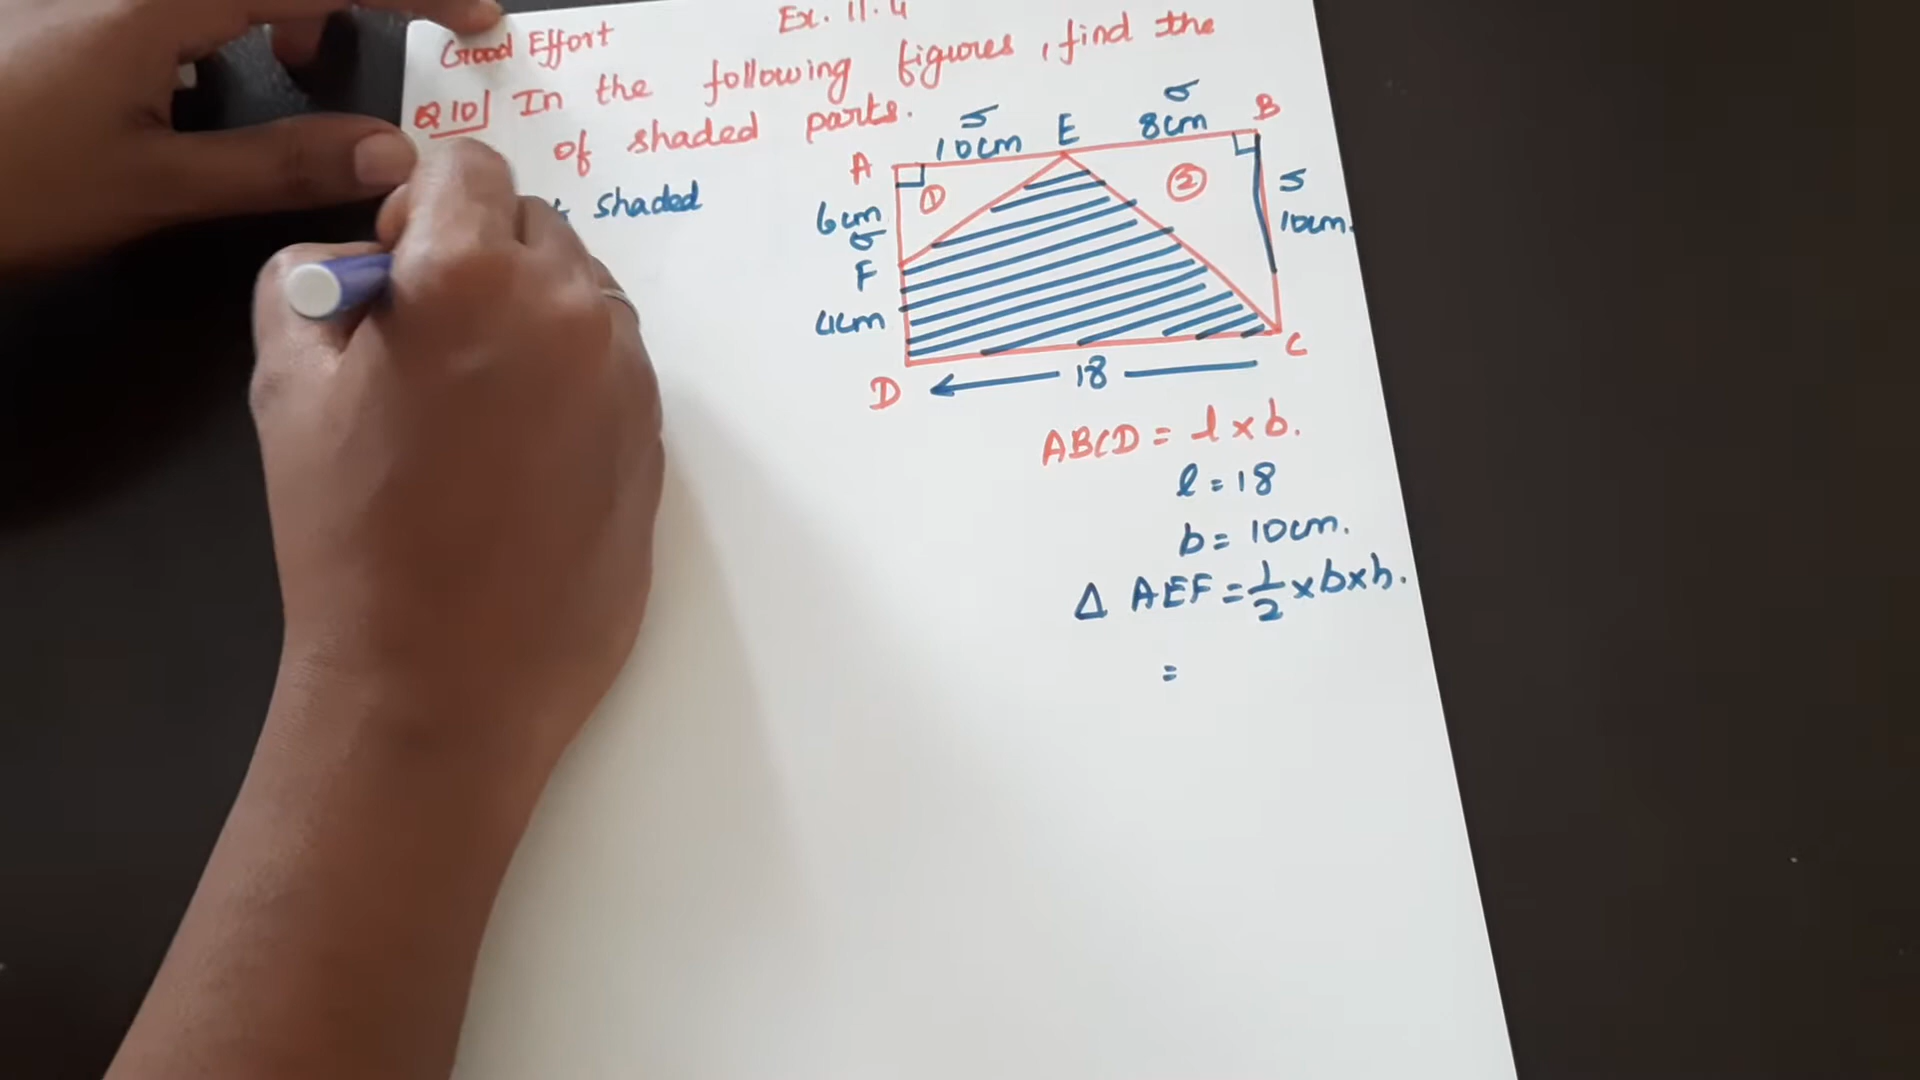 Good Effort
Ex. 11.4
Q 10] In the following figures, find the
of shaded parts.
shaded
A
10cm
E
8cm
B
①
②
6cm
F
4cm
10cm.
D
18
C
ABCD = l x b.
l = 18
b = 10cm.
Δ AEF = 1/2 x b x h.
=